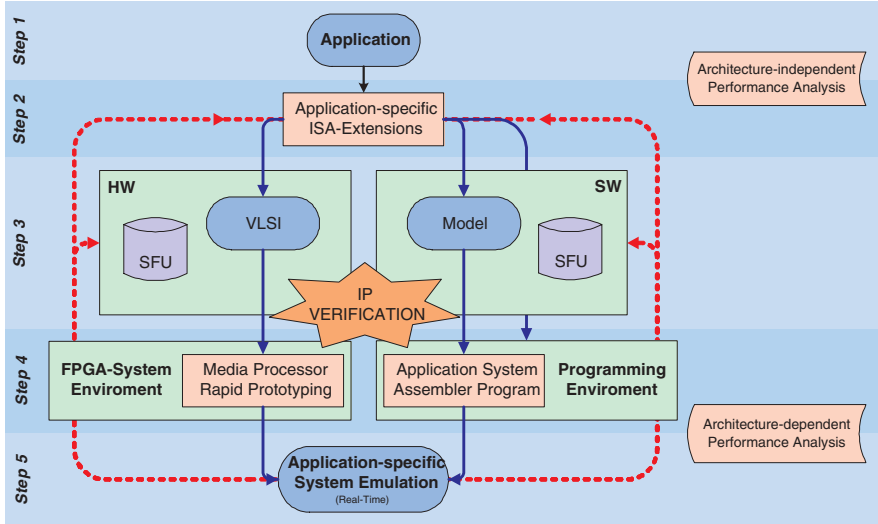 Step 1
Application
Architecture-independent
Performance Analysis
Step 2
Application-specific
ISA-Extensions
Step 3
HW
SW
VLSI
Model
SFU
SFU
IP
VERIFICATION
Step 4
FPGA-System
Enviroment
Media Processor
Rapid Prototyping
Application System
Assembler Program
Programming
Enviroment
Architecture-dependent
Performance Analysis
Step 5
Application-specific
System Emulation
(Real-Time)